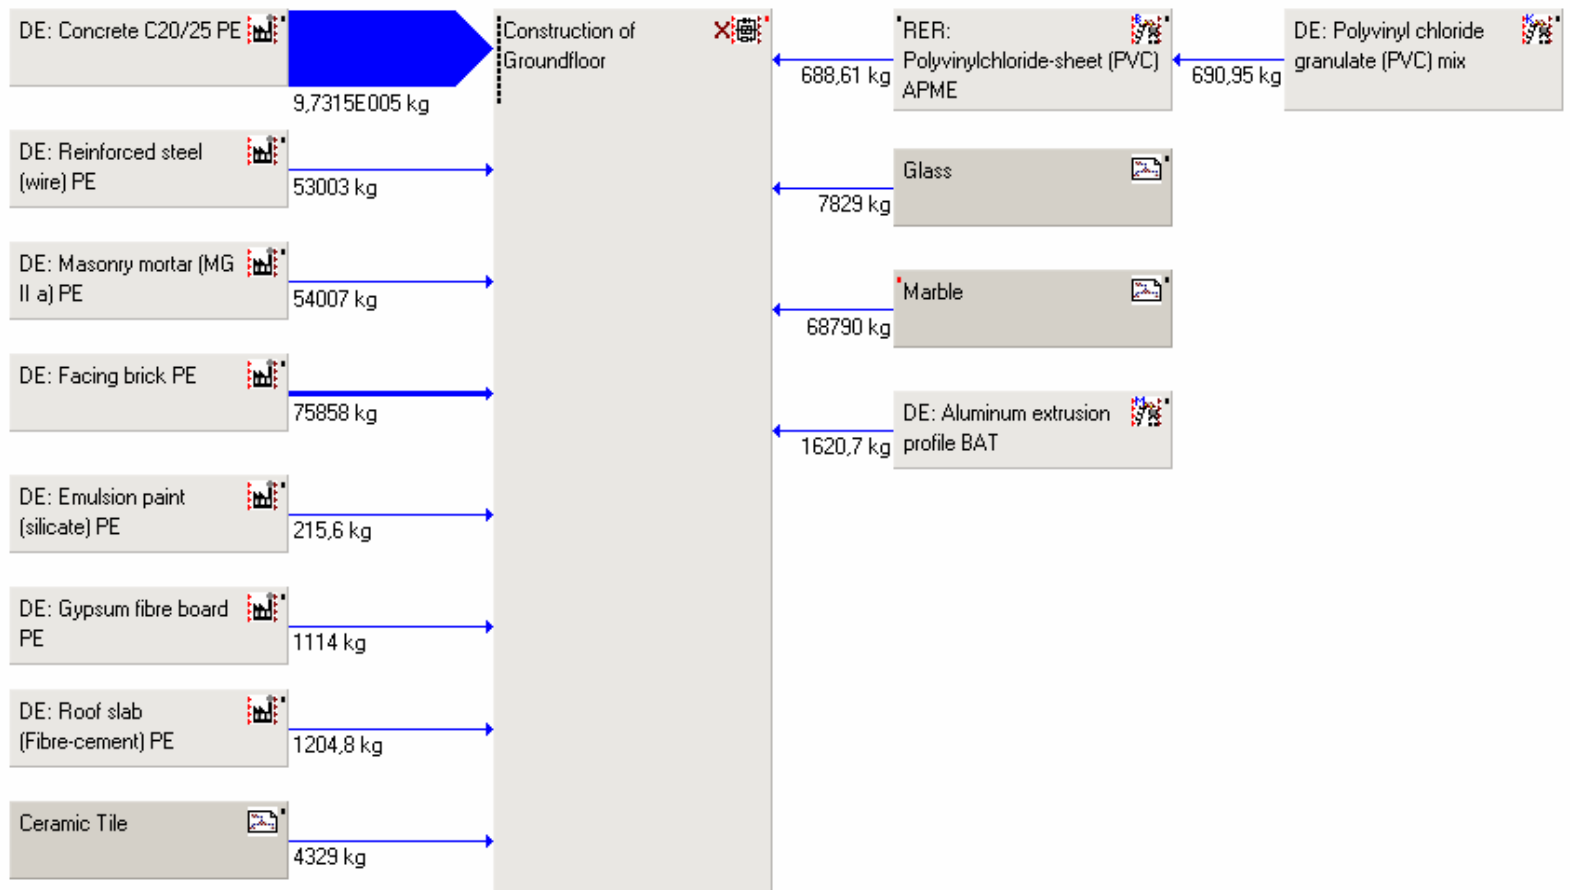 DE: Concrete C20/25 PE
9,7315E005 kg
DE: Reinforced steel
(wire) PE
53003 kg
DE: Masonry mortar (MG
II a) PE
54007 kg
DE: Facing brick PE
75858 kg
DE: Emulsion paint
(silicate) PE
215,6 kg
DE: Gypsum fibre board
PE
1114 kg
DE: Roof slab
(Fibre-cement) PE
1204,8 kg
Ceramic Tile
4329 kg
Construction of
Groundfloor
688,61 kg
RER:
Polyvinylchloride-sheet (PVC)
APME
690,95 kg
DE: Polyvinyl chloride
granulate (PVC) mix
Glass
7829 kg
Marble
68790 kg
DE: Aluminum extrusion
profile BAT
1620,7 kg